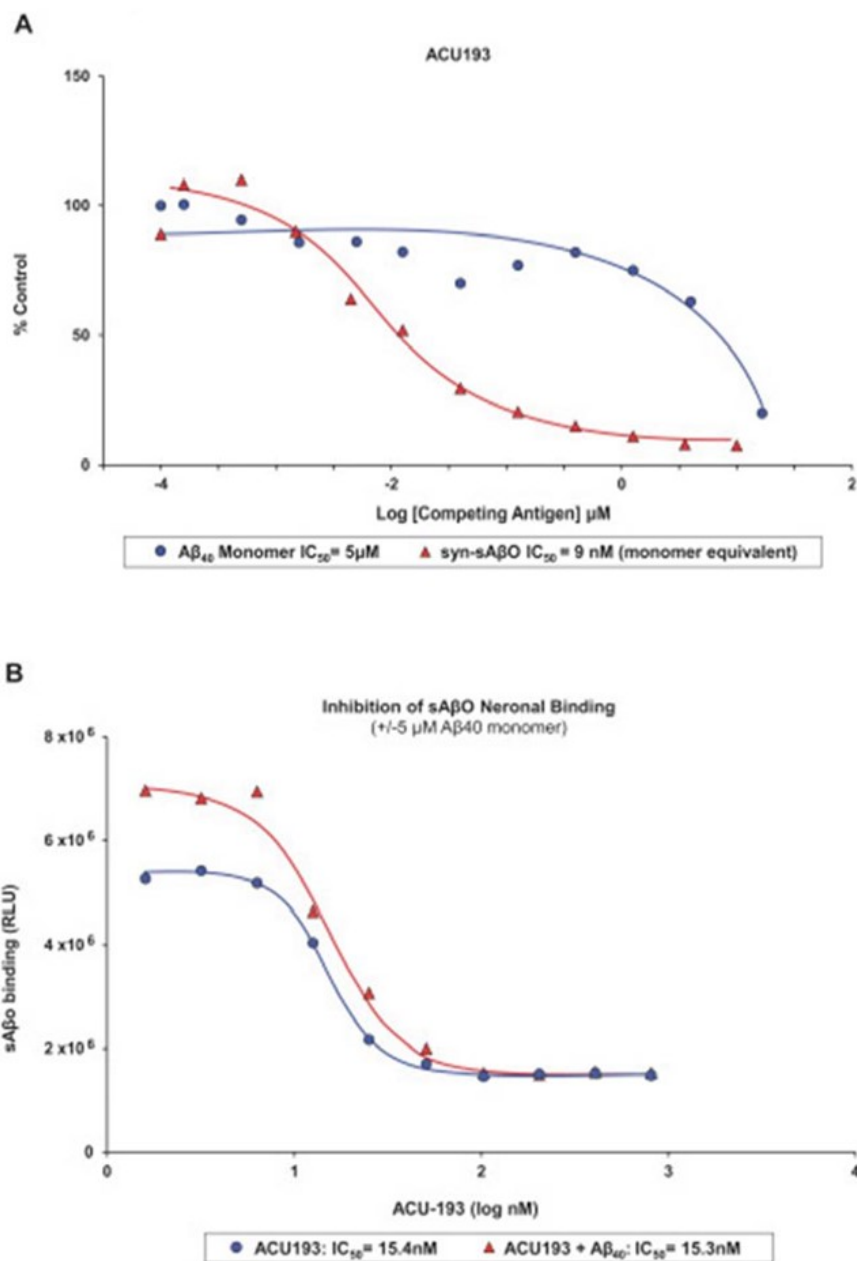 A
ACU193
150
100
50
0
% Control
-4
-2
0
2
Log [Competing Antigen] µM
Aβ₄₀ Monomer IC₅₀= 5µM
syn-sAβO IC₅₀ = 9 nM (monomer equivalent)
B
Inhibition of sAβO Neronal Binding
(+/-5 µM Aβ40 monomer)
8 x10⁶
6 x10⁶
4 x10⁶
2 x10⁶
0
sAβo binding (RLU)
0
1
2
3
4
ACU-193 (log nM)
ACU193: IC₅₀= 15.4nM
ACU193 + Aβ₄₀: IC₅₀= 15.3nM